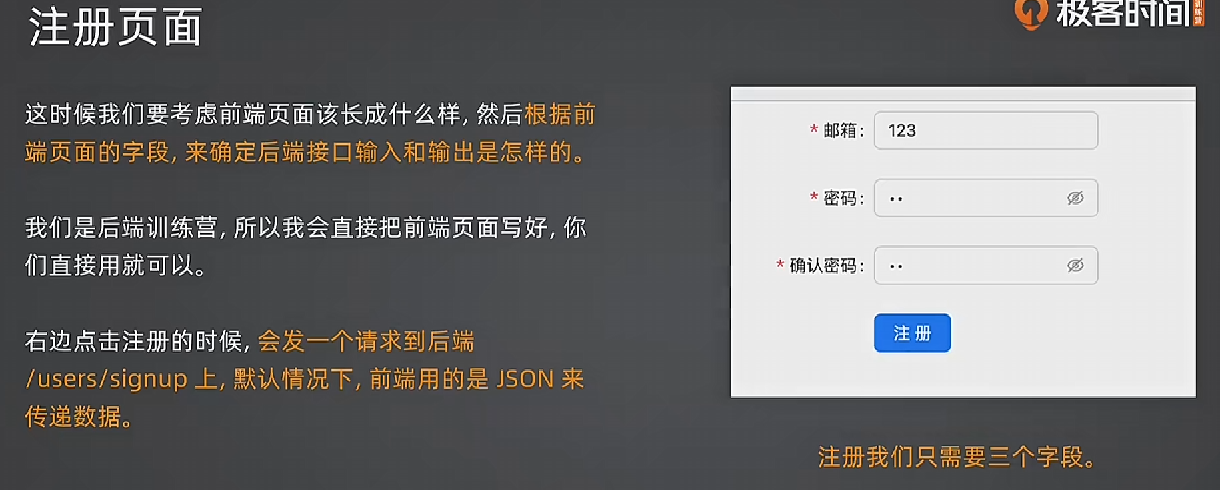 注册页面
极客时间
这时候我们要考虑前端页面该长成什么样, 然后根据前
端页面的字段, 来确定后端接口输入和输出是怎样的。
我们是后端训练营, 所以我会直接把前端页面写好, 你
们直接用就可以。
右边点击注册的时候, 会发一个请求到后端
/users/signup 上, 默认情况下, 前端用的是 JSON 来
传递数据。
* 邮箱: 123
* 密码: ••
* 确认密码: ••
注 册
注册我们只需要三个字段。